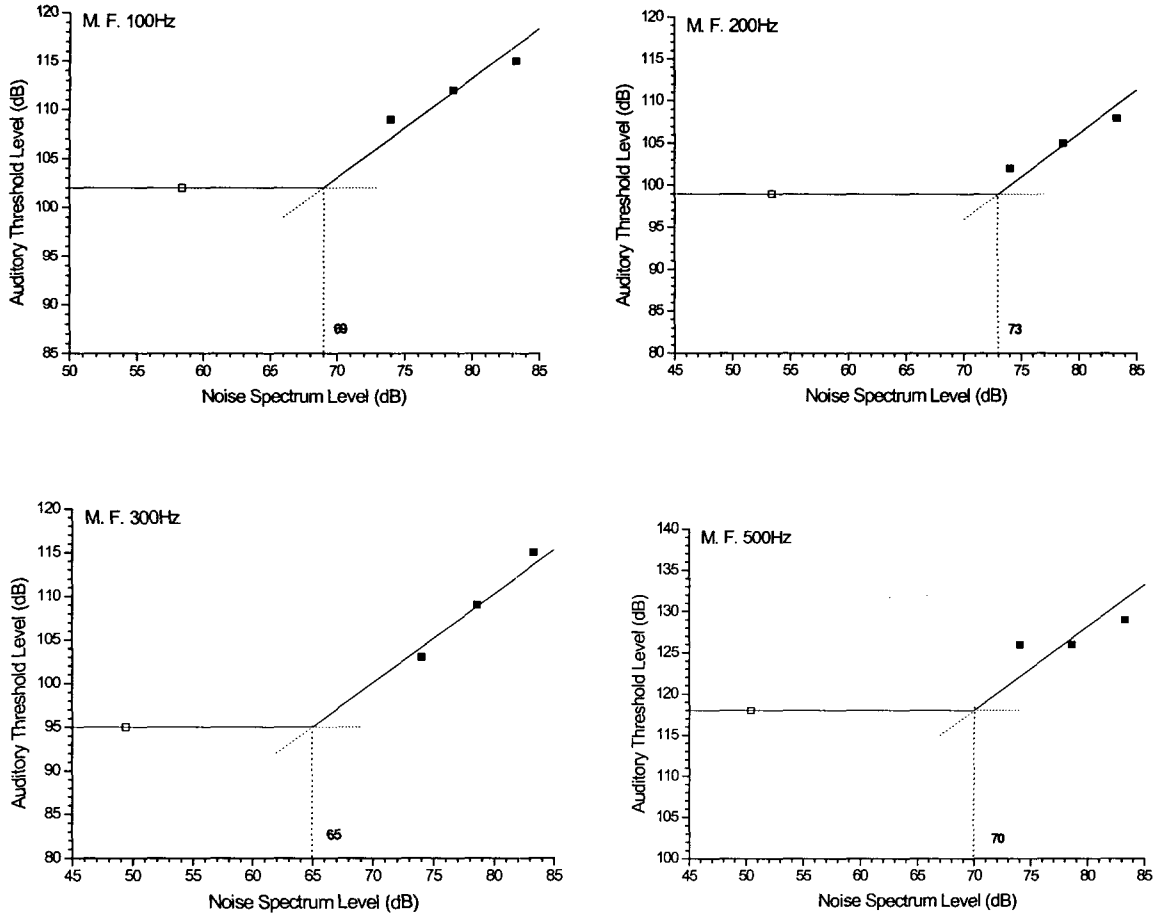 M. F. 100Hz
Auditory Threshold Level (dB)
120
115
110
105
100
95
90
85
69
50 55 60 65 70 75 80 85
Noise Spectrum Level (dB)
M. F. 200Hz
Auditory Threshold Level (dB)
120
115
110
105
100
95
90
85
80
73
45 50 55 60 65 70 75 80 85
Noise Spectrum Level (dB)
M. F. 300Hz
Auditory Threshold Level (dB)
120
115
110
105
100
95
90
85
80
65
45 50 55 60 65 70 75 80 85
Noise Spectrum Level (dB)
M. F. 500Hz
Auditory Threshold Level (dB)
140
135
130
125
120
115
110
105
100
70
45 50 55 60 65 70 75 80 85
Noise Spectrum Level (dB)